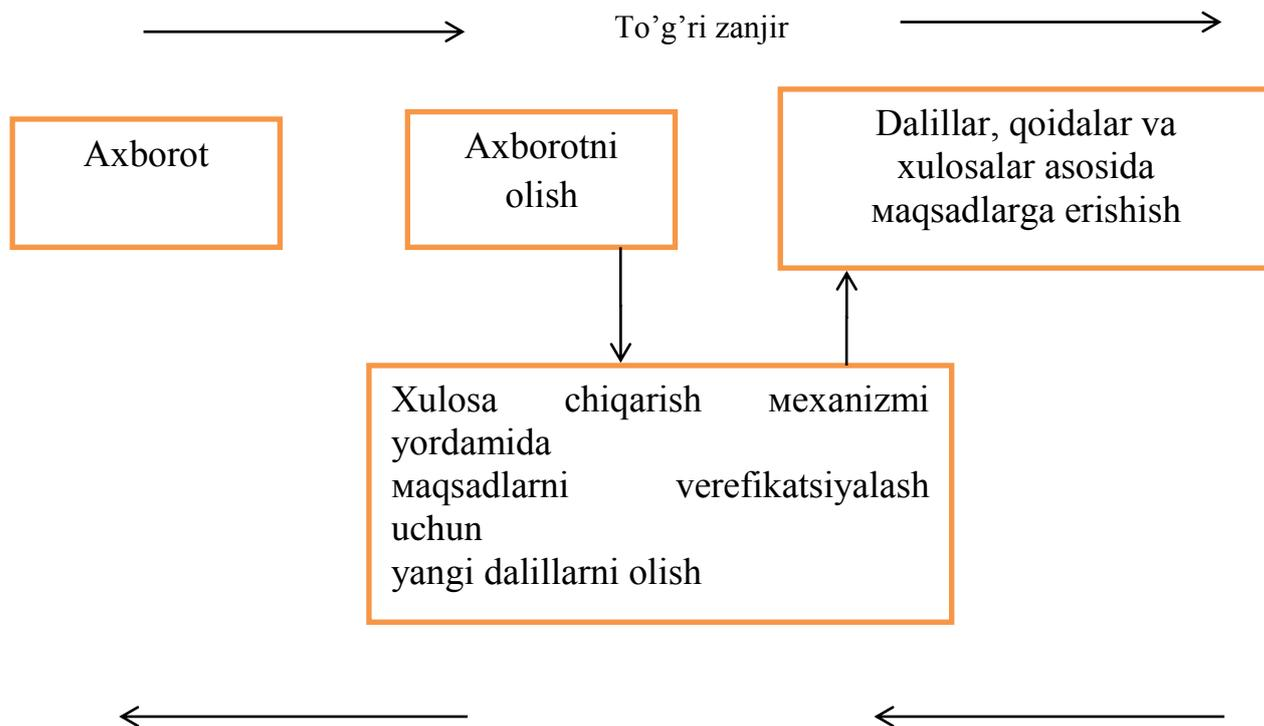 To’g’ri zanjir
Axborot
Axborotni
olish
Dalillar, qoidalar va
xulosalar asosida
мaqsadlarga erishish
Xulosa chiqarish мexanizmi
yordamida
мaqsadlarni verefikatsiyalash
uchun
yangi dalillarni olish